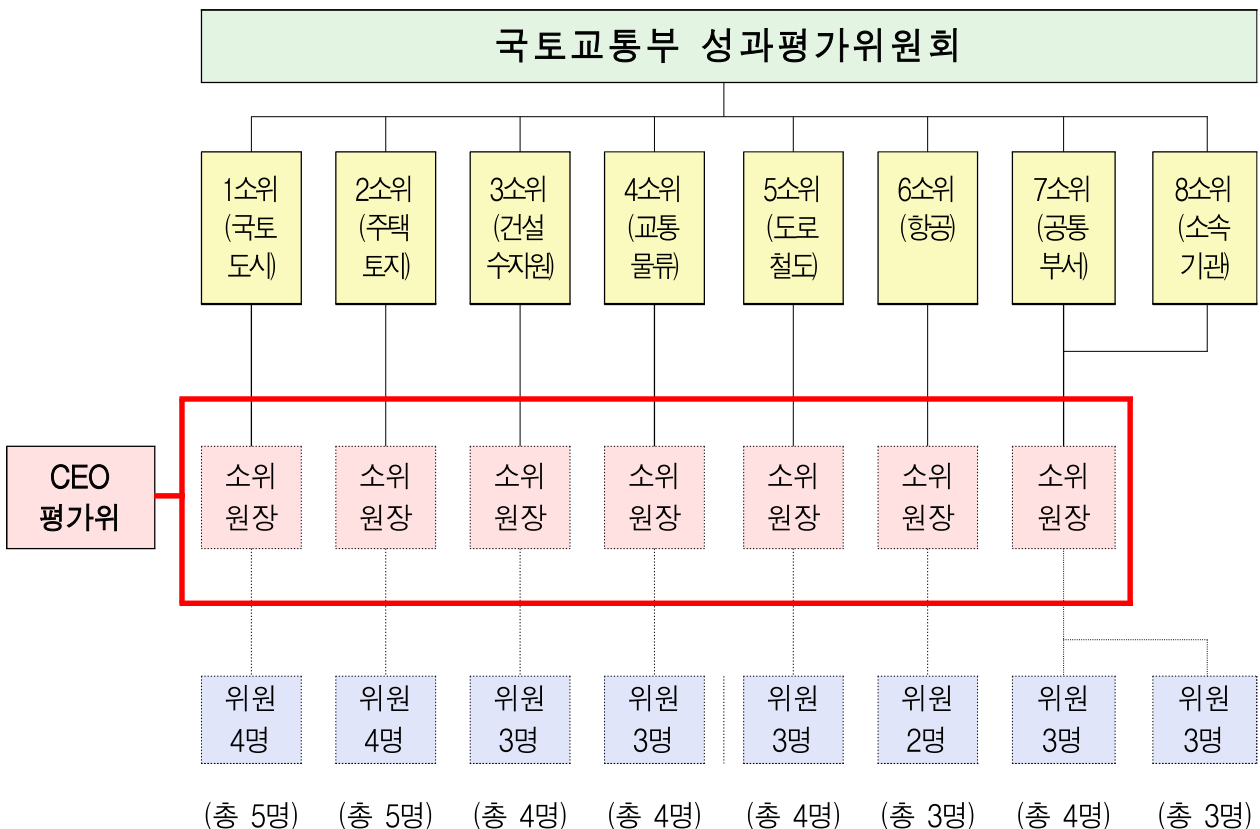 국토교통부 성과평가위원회
1소위
(국토
도시)
2소위
(주택
토지)
3소위
(건설
수자원)
4소위
(교통
물류)
5소위
(도로
철도)
6소위
(항공)
7소위
(공통
부서)
8소위
(소속
기관)
CEO
평가위
소위
원장
소위
원장
소위
원장
소위
원장
소위
원장
소위
원장
소위
원장
위원
4명
위원
4명
위원
3명
위원
3명
위원
3명
위원
2명
위원
3명
위원
3명
(총 5명)
(총 5명)
(총 4명)
(총 4명)
(총 4명)
(총 3명)
(총 4명)
(총 3명)